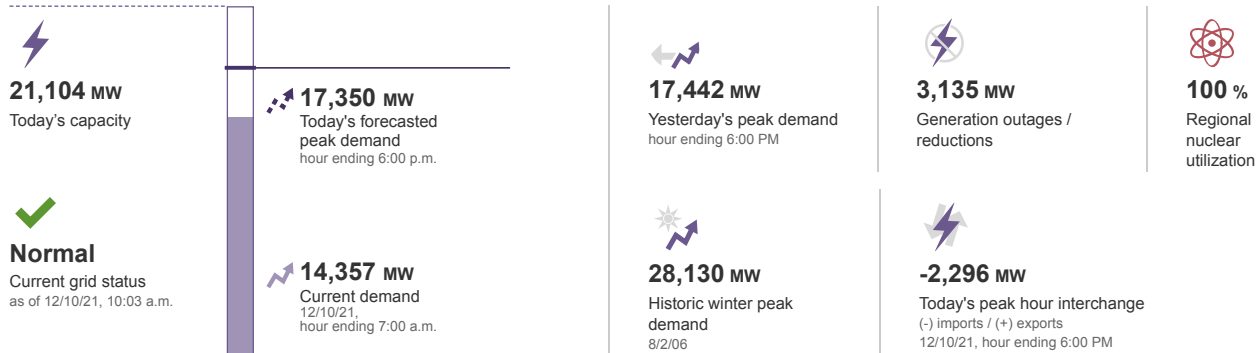 21,104 MW
Today's capacity
Normal
Current grid status
as of 12/10/21, 10:03 a.m.
17,350 MW
Today's forecasted
peak demand
hour ending 6:00 p.m.
14,357 MW
Current demand
12/10/21,
hour ending 7:00 a.m.
17,442 MW
Yesterday's peak demand
hour ending 6:00 PM
3,135 MW
Generation outages /
reductions
100 %
Regional
nuclear
utilization
28,130 MW
Historic winter peak
demand
8/2/06
-2,296 MW
Today's peak hour interchange
(-) imports / (+) exports
12/10/21, hour ending 6:00 PM